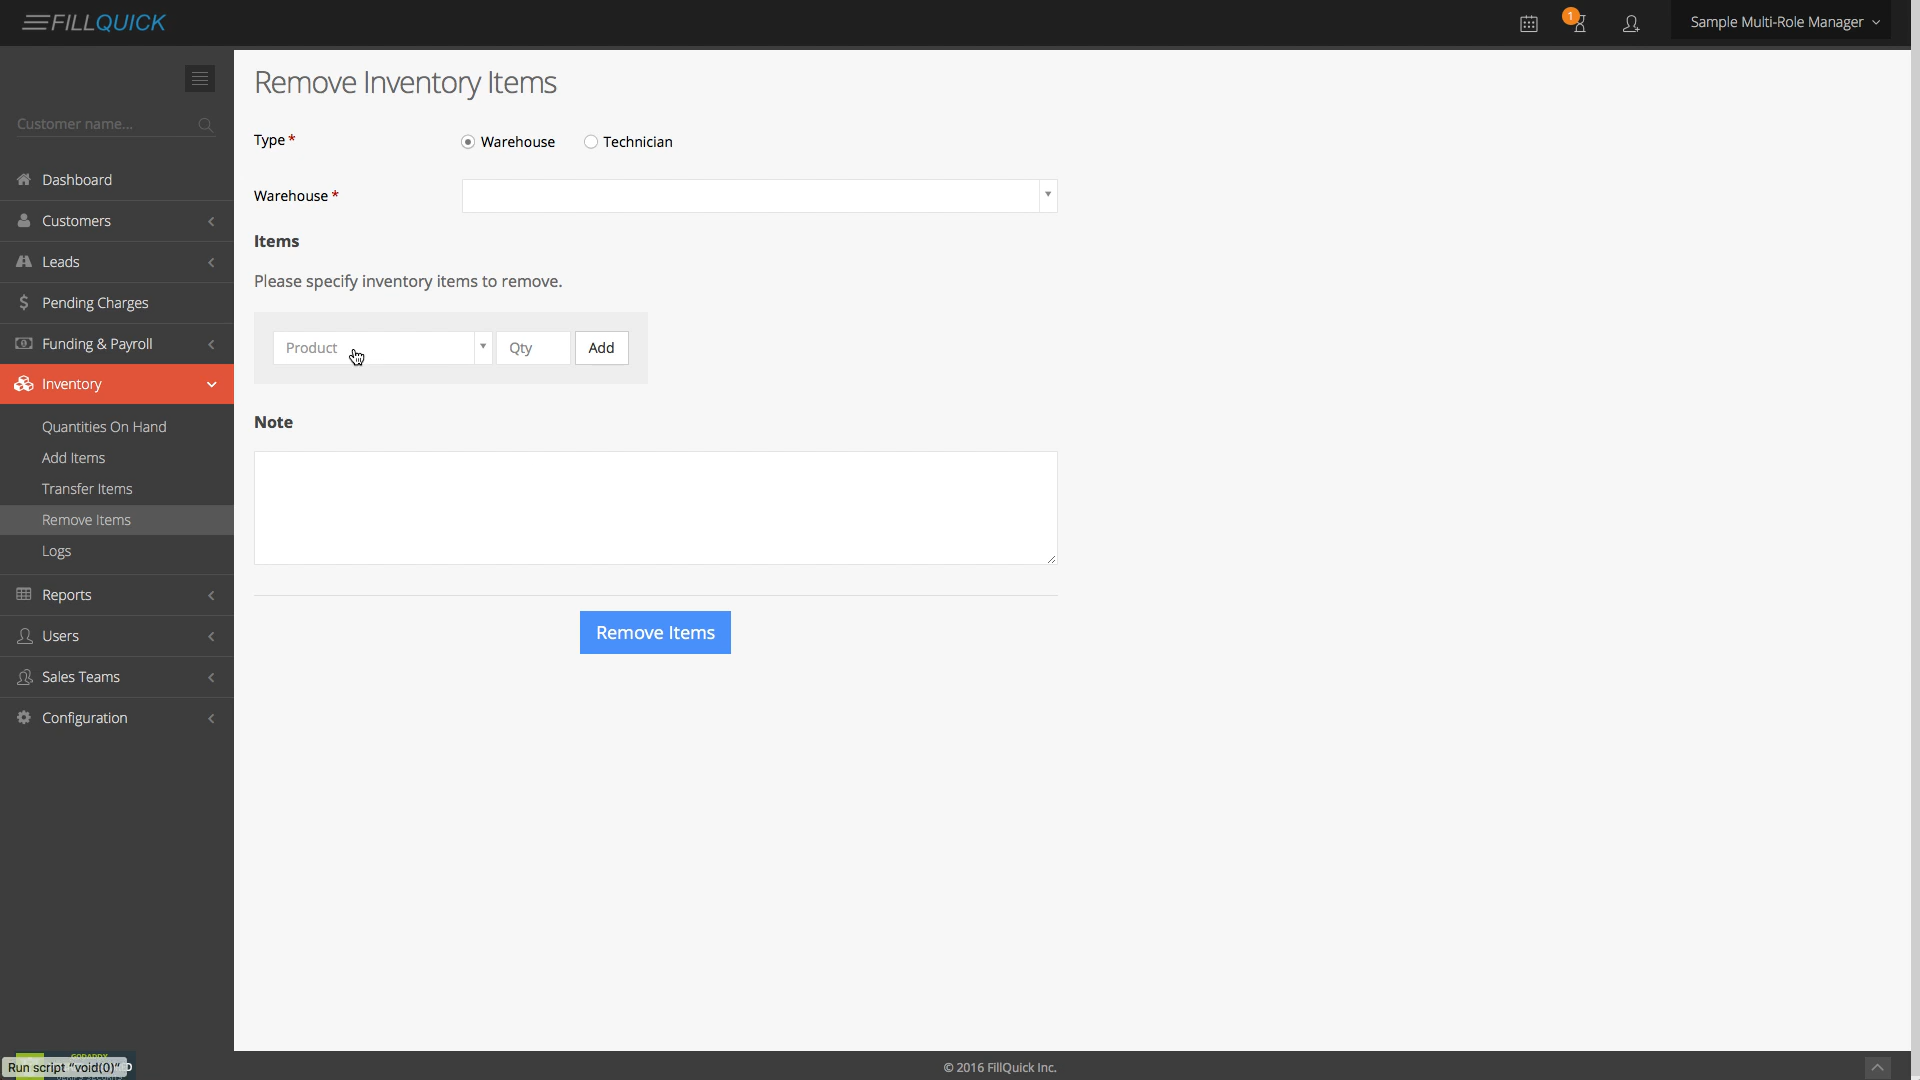 FILLQUICK
1
Sample Multi-Role Manager
Customer name...
Dashboard
Customers
Leads
Pending Charges
Funding & Payroll
Inventory
Quantities On Hand
Add Items
Transfer Items
Remove Items
Logs
Reports
Users
Sales Teams
Configuration
Remove Inventory Items
Type *
Warehouse
Technician
Warehouse *
Items
Please specify inventory items to remove.
Product
Qty
Add
Note
Remove Items
Run script "void(0)"
© 2016 FillQuick Inc.